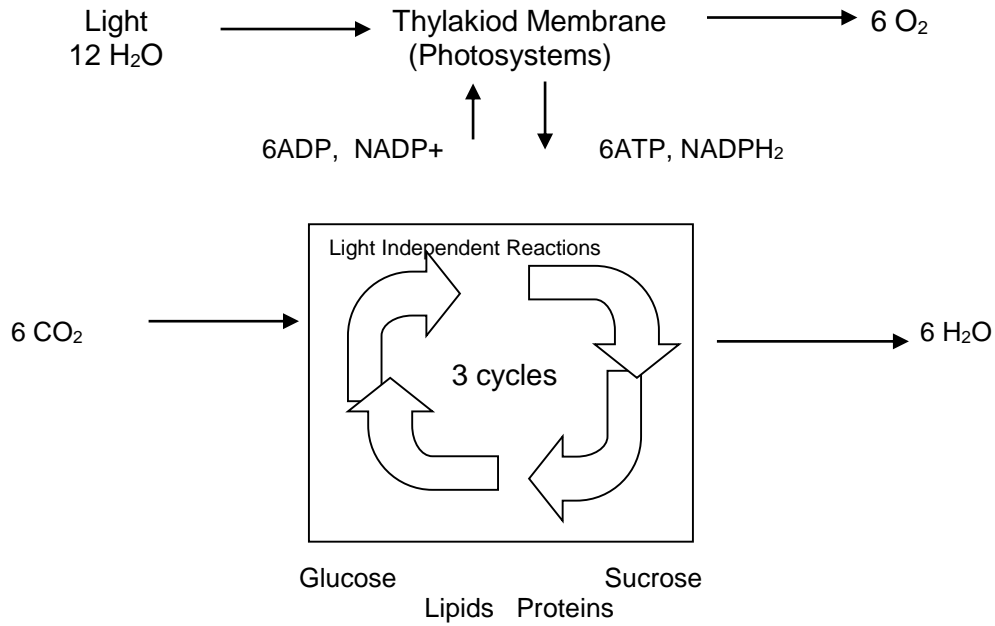 Light
12 H₂O
Thylakiod Membrane
(Photosystems)
6 O₂
6ADP, NADP+
6ATP, NADPH₂
Light Independent Reactions
6 CO₂
3 cycles
6 H₂O
Glucose
Sucrose
Lipids Proteins